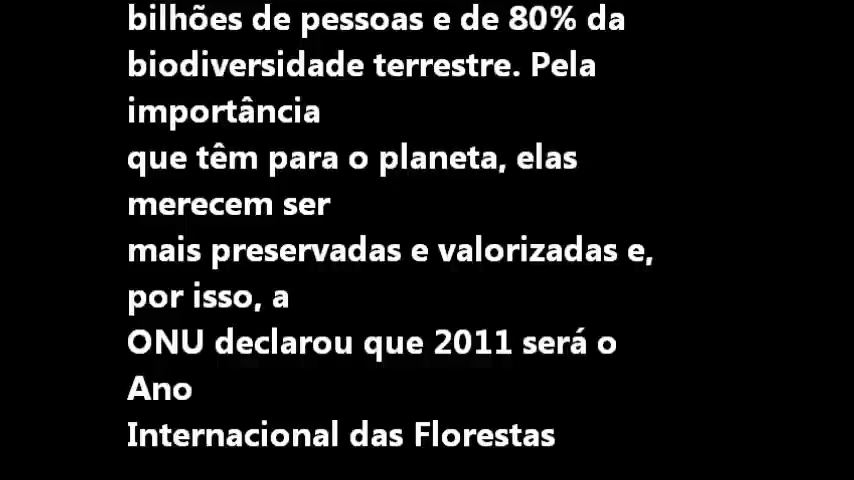 bilhões de pessoas e de 80% da
biodiversidade terrestre. Pela
importância
que têm para o planeta, elas
merecem ser
mais preservadas e valorizadas e,
por isso, a
ONU declarou que 2011 será o
Ano
Internacional das Florestas